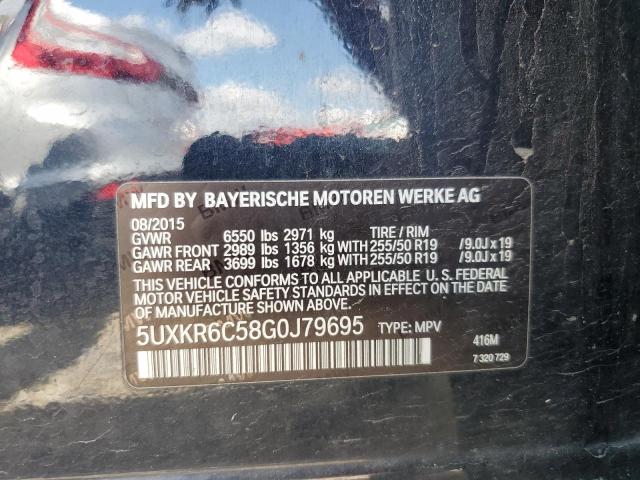 MFD BY BAYERISCHE MOTOREN WERKE AG
08/2015
GVWR 6550 lbs 2971 kg TIRE / RIM
GAWR FRONT 2989 lbs 1356 kg WITH 255/50 R19 /9.0J x 19
GAWR REAR 3699 lbs 1678 kg WITH 255/50 R19 /9.0J x 19
THIS VEHICLE CONFORMS TO ALL APPLICABLE U. S. FEDERAL
MOTOR VEHICLE SAFETY STANDARDS IN EFFECT ON THE
DATE OF MANUFACTURE SHOWN ABOVE.
5UXKR6C58G0J79695 TYPE: MPV 416M
7 320 729